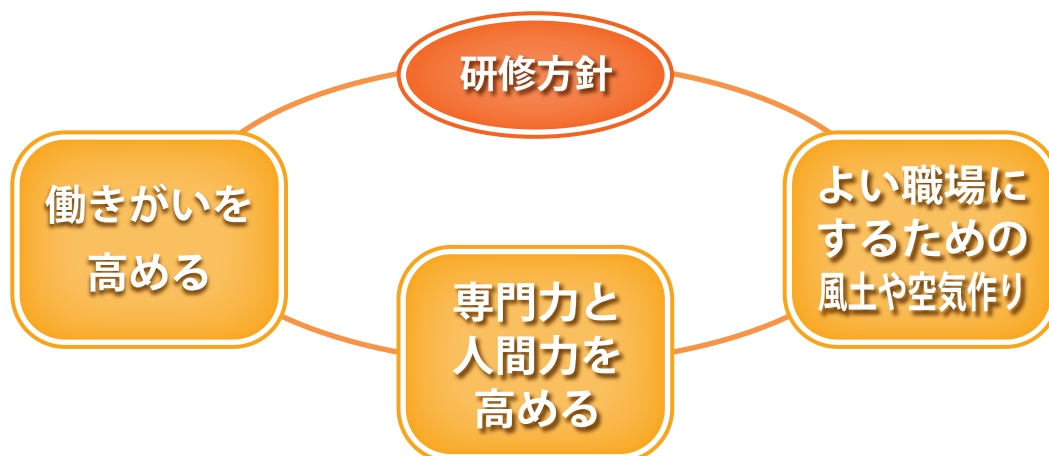 研修方針
働きがいを
高める
専門力と
人間力を
高める
よい職場に
するための
風土や空気作り